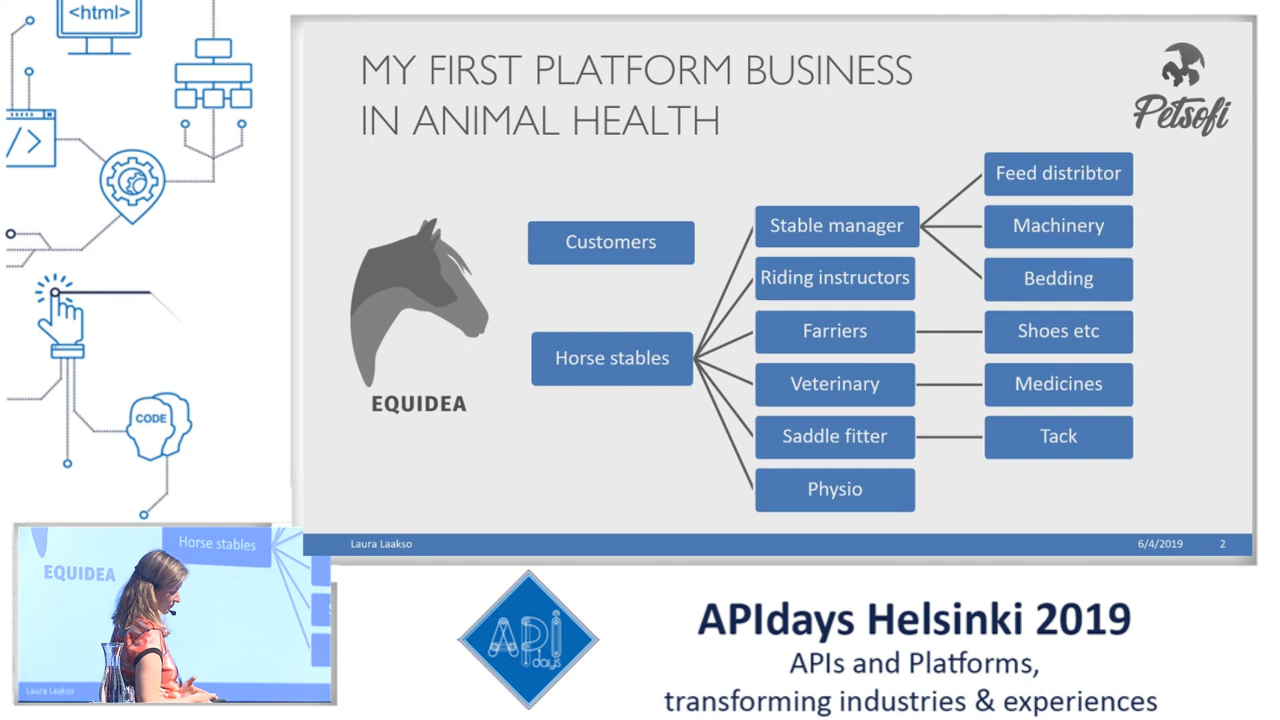 <html>
</>
CODE
MY FIRST PLATFORM BUSINESS
IN ANIMAL HEALTH
Petsofi
EQUIDEA
Customers
Horse stables
Stable manager
Riding instructors
Farriers
Veterinary
Saddle fitter
Physio
Feed distribtor
Machinery
Bedding
Shoes etc
Medicines
Tack
Laura Laakso
6/4/2019
2
Horse stables
EQUIDEA
Laura Laakso
APi
days
APIdays Helsinki 2019
APIs and Platforms,
transforming industries & experiences